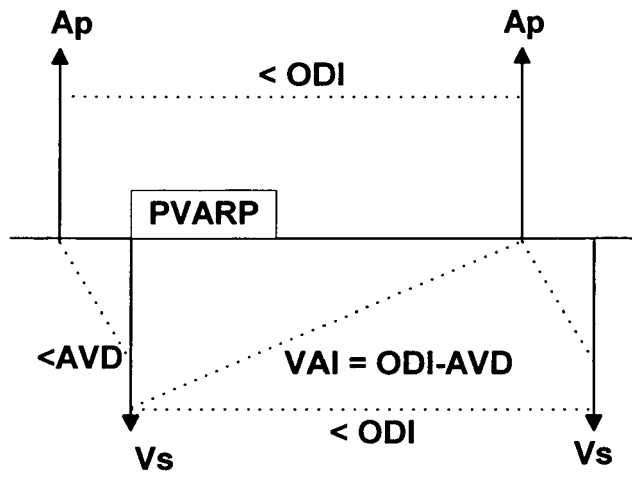 Ap Ap
< ODI
PVARP
<AVD VAI = ODI-AVD
< ODI
Vs Vs